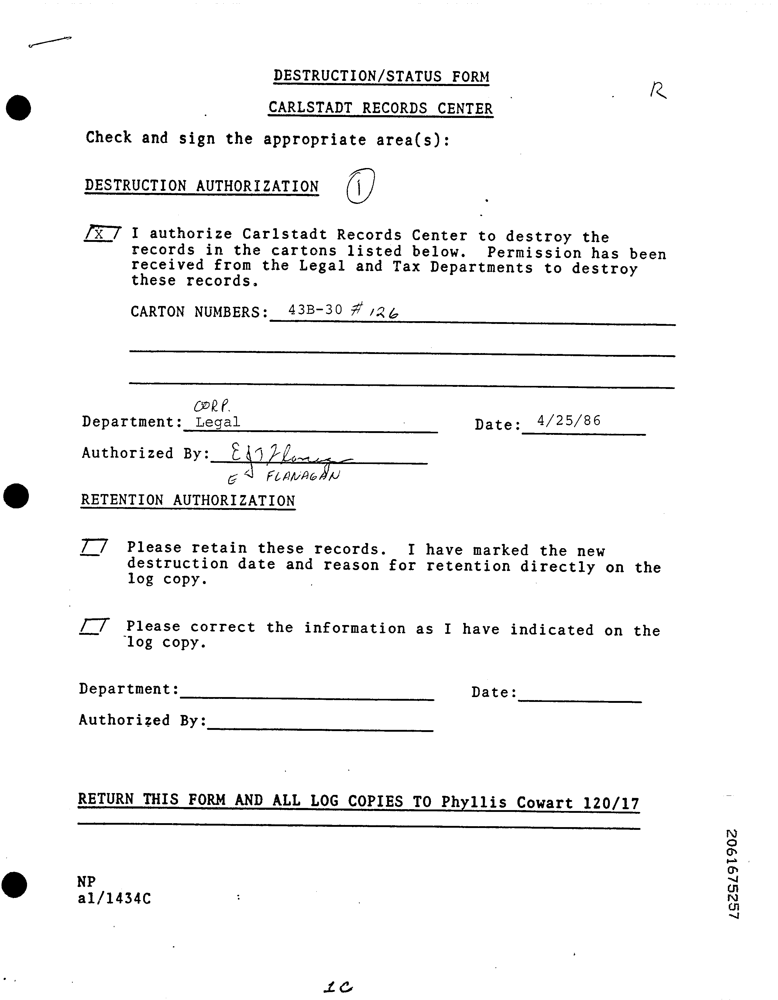 DESTRUCTION/STATUS FORM
R
CARLSTADT RECORDS CENTER
Check and sign the appropriate area(s):
DESTRUCTION AUTHORIZATION 1
X I authorize Carlstadt Records Center to destroy the
records in the cartons listed below. Permission has been
received from the Legal and Tax Departments to destroy
these records.
CARTON NUMBERS: 43B-30 # 126
CORP.
Department: Legal Date: 4/25/86
Authorized By: E J Flanagan
E J FLANAGAN
RETENTION AUTHORIZATION
Please retain these records. I have marked the new
destruction date and reason for retention directly on the
log copy.
Please correct the information as I have indicated on the
log copy.
Department: Date:
Authorized By:
RETURN THIS FORM AND ALL LOG COPIES TO Phyllis Cowart 120/17
2061675257
NP
al/1434C
1C